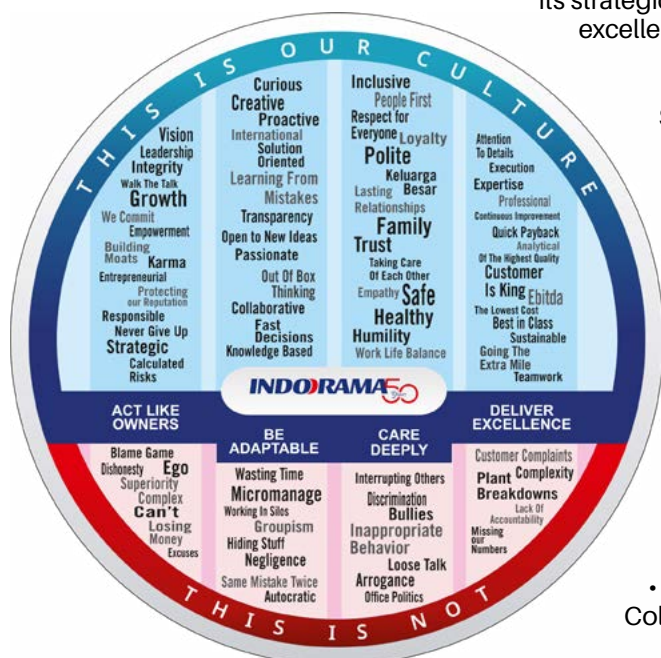 its strategic
excelle
THIS IS OUR CULTURE
Vision
Leadership
Integrity
Walk The Talk
Growth
We Commit
Empowerment
Building
Moats Karma
Entrepreneurial
Protecting
our Reputation
Responsible
Never Give Up
Strategic
Calculated
Risks
Curious
Creative
Proactive
International
Solution
Oriented
Learning From
Mistakes
Transparency
Open to New Ideas
Passionate
Out Of Box
Thinking
Collaborative
Fast
Decisions
Knowledge Based
Inclusive
People First
Respect for
Everyone Loyalty
Polite
Keluarga
Lasting Besar
Relationships
Family
Trust
Taking Care
Of Each Other
Empathy Safe
Healthy
Humility
Work Life Balance
Attention
To Details
Execution
Expertise
Professional
Continuous Improvement
Quick Payback
Analytical
Of The Highest Quality
Customer
Is King Ebitda
The Lowest Cost
Best in Class
Sustainable
Going The
Extra Mile
Teamwork
INDORAMA 50
ACT LIKE
OWNERS
BE
ADAPTABLE
CARE
DEEPLY
DELIVER
EXCELLENCE
Blame Game
Dishonesty Ego
Superiority
Complex
Can't
Losing
Money
Excuses
Wasting Time
Micromanage
Working In Silos
Groupism
Hiding Stuff
Negligence
Same Mistake Twice
Autocratic
Interrupting Others
Discrimination
Bullies
Inappropriate
Behavior
Loose Talk
Arrogance
Office Politics
Customer Complaints
Plant Complexity
Breakdowns
Lack Of
Accountability
Missing
our
Numbers
THIS IS NOT
•
Col